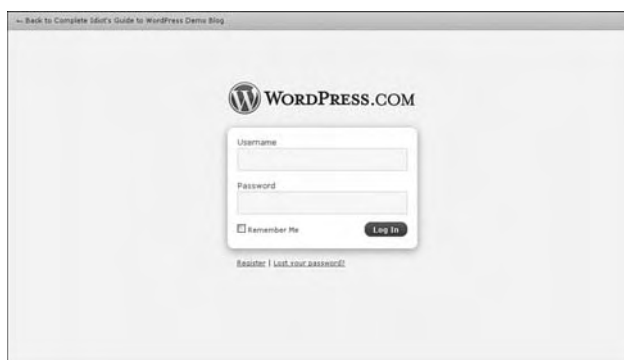 ← Back to Complete Idiot's Guide to WordPress Demo Blog
WORDPRESS.COM
Username
Password
Remember Me
Log In
Register | Lost your password?